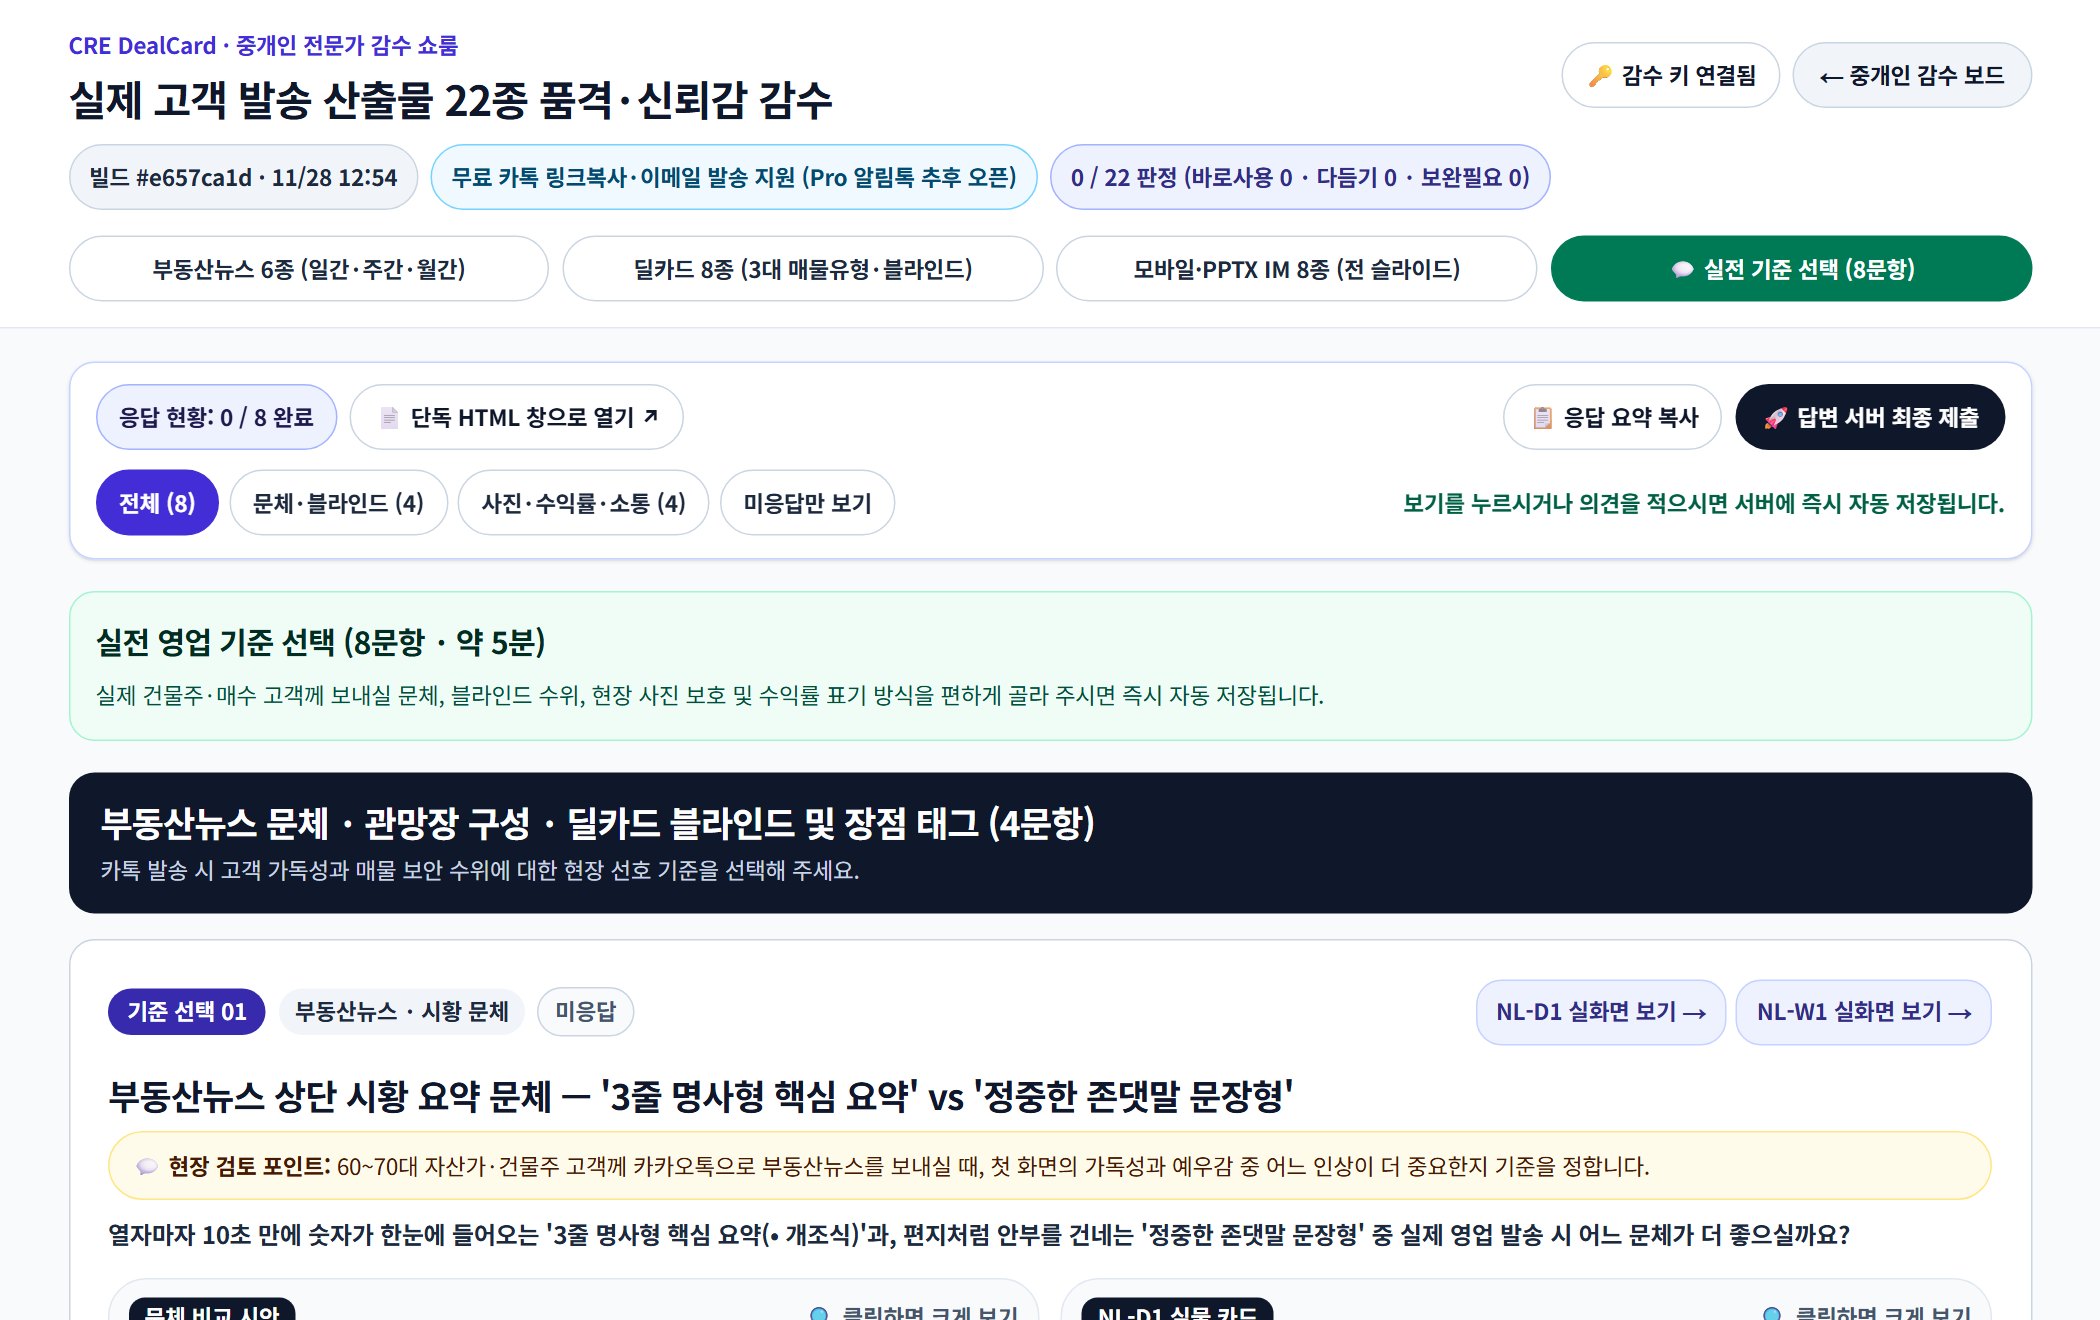 CRE DealCard · 중개인 전문가 감수 쇼룸
실제 고객 발송 산출물 22종 품격·신뢰감 감수
🔑 감수 키 연결됨
← 중개인 감수 보드
빌드 #e657ca1d · 11/28 12:54
무료 카톡 링크복사·이메일 발송 지원 (Pro 알림톡 추후 오픈)
0 / 22 판정 (바로사용 0 · 다듬기 0 · 보완필요 0)
부동산뉴스 6종 (일간·주간·월간)
딜카드 8종 (3대 매물유형·블라인드)
모바일·PPTX IM 8종 (전 슬라이드)
💬 실전 기준 선택 (8문항)
응답 현황: 0 / 8 완료
📄 단독 HTML 창으로 열기 ↗
📋 응답 요약 복사
🚀 답변 서버 최종 제출
전체 (8)
문체·블라인드 (4)
사진·수익률·소통 (4)
미응답만 보기
보기를 누르시거나 의견을 적으시면 서버에 즉시 자동 저장됩니다.
실전 영업 기준 선택 (8문항 · 약 5분)
실제 건물주·매수 고객께 보내실 문체, 블라인드 수위, 현장 사진 보호 및 수익률 표기 방식을 편하게 골라 주시면 즉시 자동 저장됩니다.
부동산뉴스 문체 · 관망장 구성 · 딜카드 블라인드 및 장점 태그 (4문항)
카톡 발송 시 고객 가독성과 매물 보안 수위에 대한 현장 선호 기준을 선택해 주세요.
기준 선택 01
부동산뉴스 · 시황 문체
미응답
NL-D1 실화면 보기 →
NL-W1 실화면 보기 →
부동산뉴스 상단 시황 요약 문체 — '3줄 명사형 핵심 요약' vs '정중한 존댓말 문장형'
💬 현장 검토 포인트: 60~70대 자산가·건물주 고객께 카카오톡으로 부동산뉴스를 보내실 때, 첫 화면의 가독성과 예우감 중 어느 인상이 더 중요한지 기준을 정합니다.
열자마자 10초 만에 숫자가 한눈에 들어오는 '3줄 명사형 핵심 요약(• 개조식)'과, 편지처럼 안부를 건네는 '정중한 존댓말 문장형' 중 실제 영업 발송 시 어느 문체가 더 좋으실까요?
문체 비교 시안
🔍 클릭하면 크게 보기
NL-D1 실물 카드
🔍 클릭하면 크게 보기